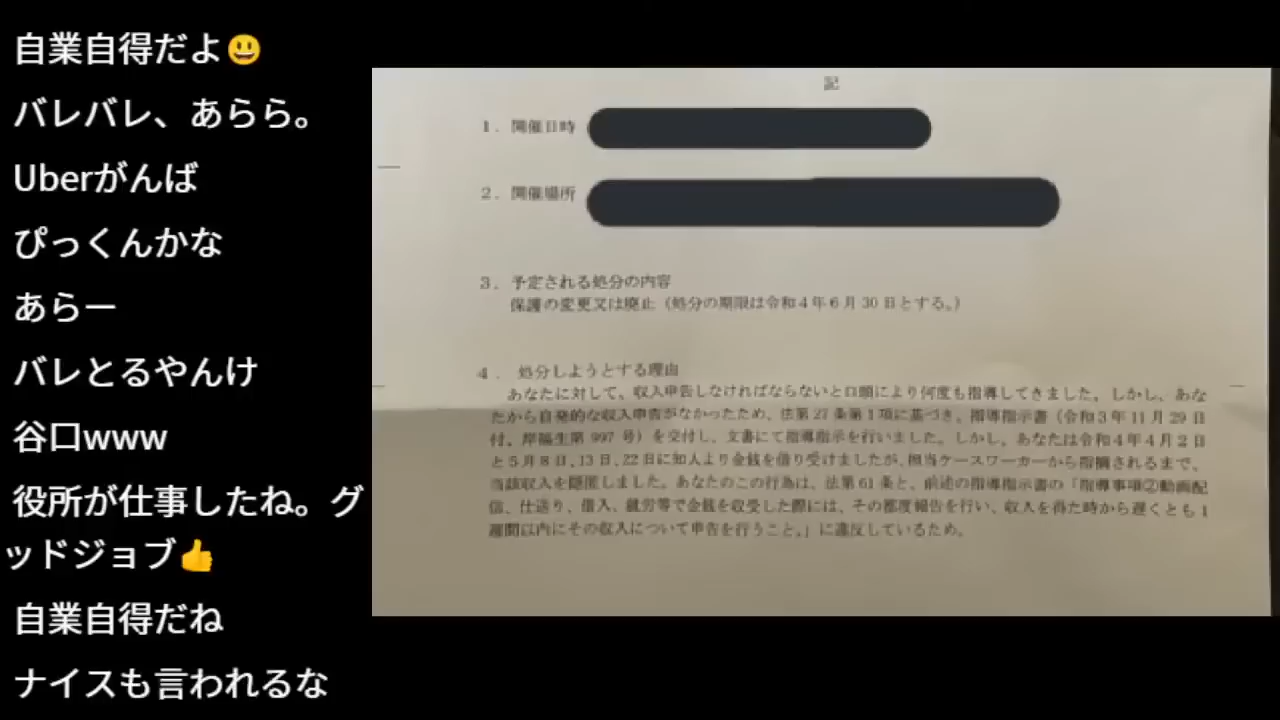 自業自得だよ😃
バレバレ、あらら。
Uberがんば
ぴっくんかな
あらー
バレとるやんけ
谷口www
役所が仕事したね。グ
ッドジョブ👍
自業自得だね
ナイスも言われるな
記
1. 開催日時
2. 開催場所
3. 予定される処分の内容
保護の変更又は廃止(処分の期限は令和4年6月30日とする。)
4. 処分しようとする理由
あなたに対して、収入申告しなければならないと口頭により何度も指導してきました。しかし、あな
たから自発的な収入申告がなかったため、法第27条第1項に基づき、指導指示書(令和3年11月29日
付、岸福生第997号)を交付し、文書にて指導指示を行いました。しかし、あなたは令和4年4月2日
と5月8日、13日、22日に知人より金銭を借り受けましたが、担当ケースワーカーから指摘されるまで、
当該収入を隠匿しました。あなたのこの行為は、法第61条と、前述の指導指示書の「指導事項②動画配
信、仕送り、借入、就労等で金銭を収受した際には、その都度報告を行い、収入を得た時から遅くとも1
週間以内にその収入について申告を行うこと。」に違反しているため。